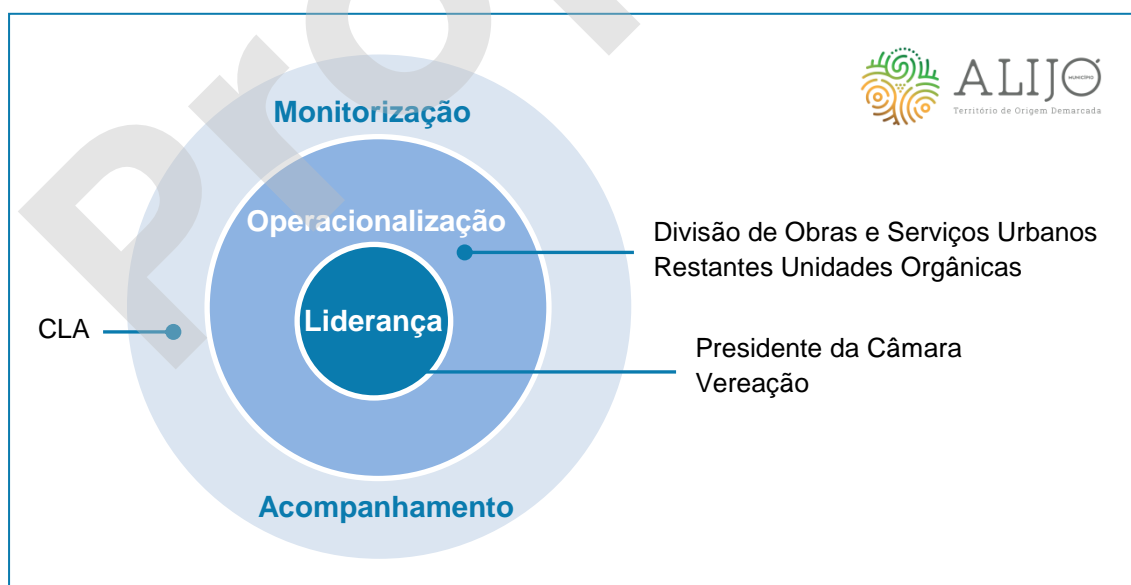 ALIJÓ
MUNICÍPIO
Território de Origem Demarcada
Monitorização
Operacionalização
Divisão de Obras e Serviços Urbanos
Restantes Unidades Orgânicas
Liderança
CLA
Presidente da Câmara
Vereação
Acompanhamento